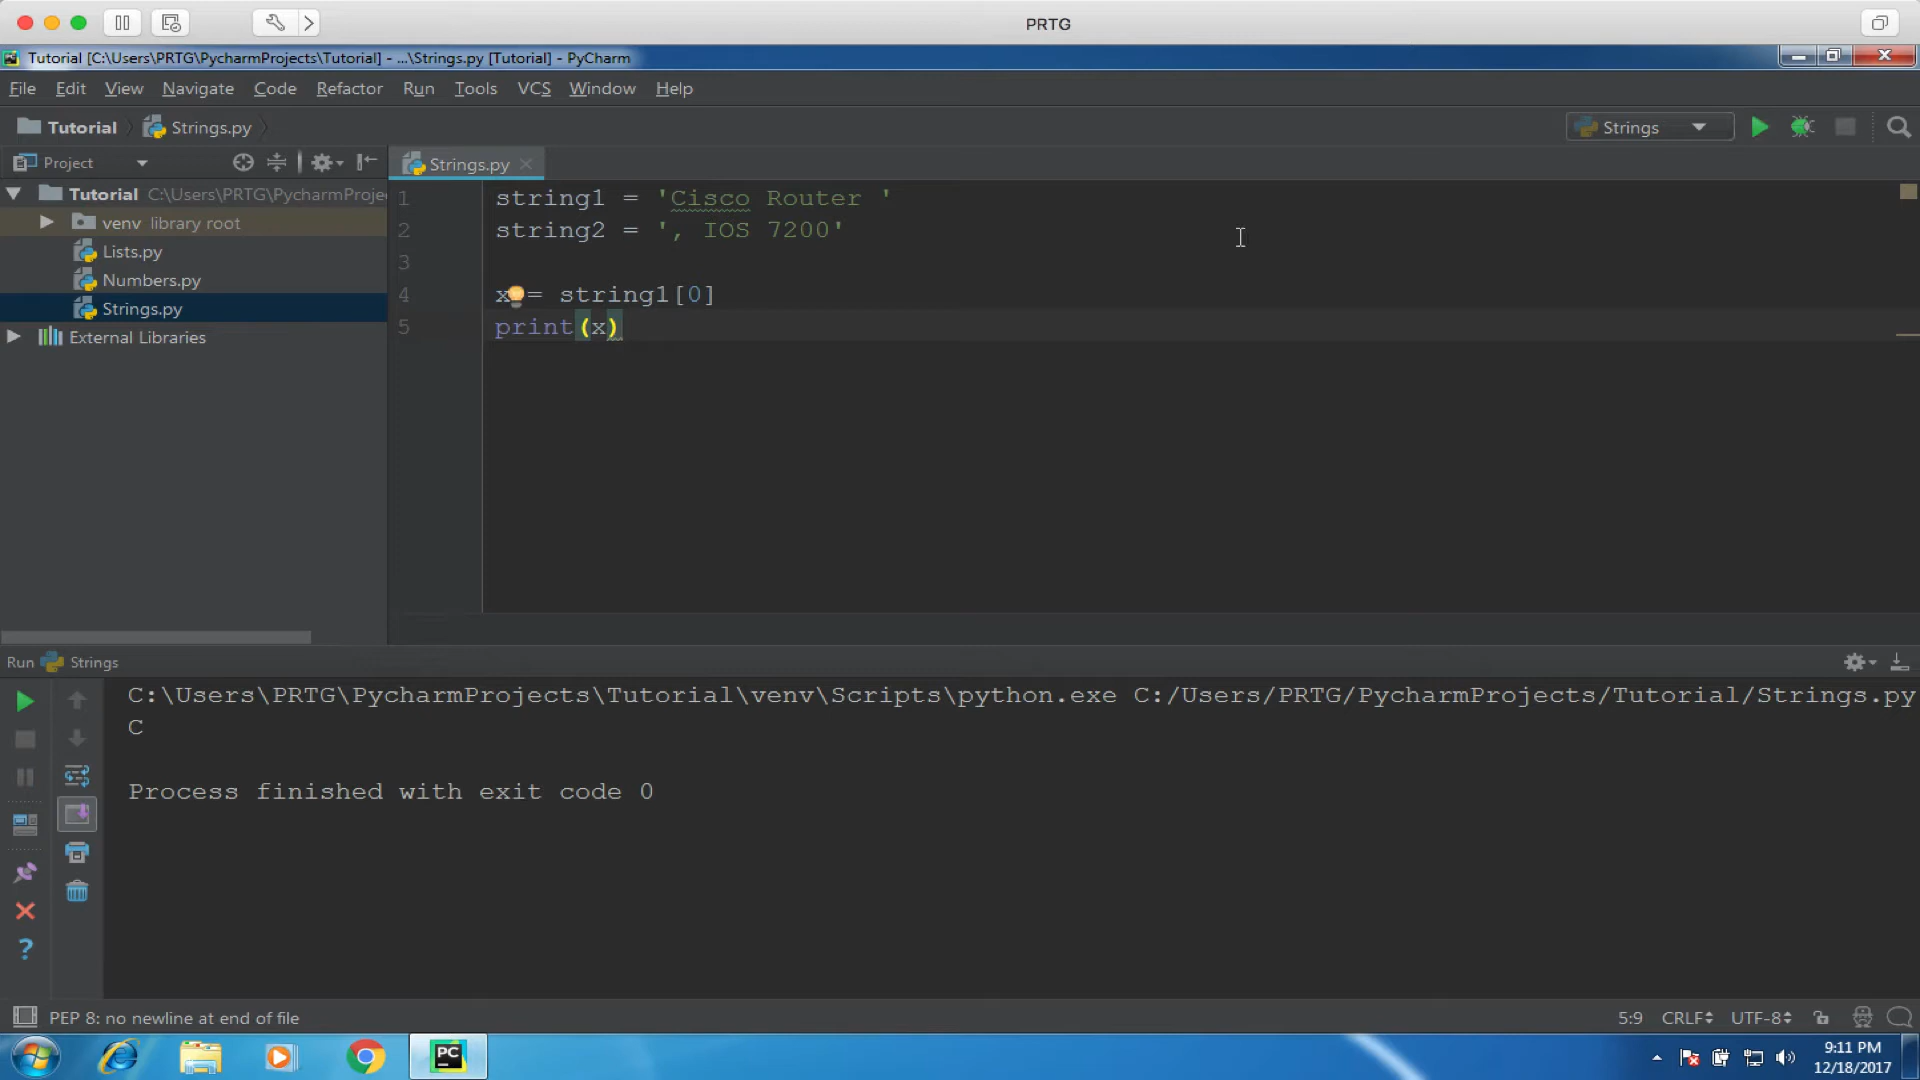 PRTG
Tutorial [C:\Users\PRTG\PycharmProjects\Tutorial] - ...\Strings.py [Tutorial] - PyCharm
File Edit View Navigate Code Refactor Run Tools VCS Window Help
Tutorial Strings.py Strings
Project Strings.py
Tutorial C:\Users\PRTG\PycharmProje
venv library root
Lists.py
Numbers.py
Strings.py
External Libraries
1 string1 = 'Cisco Router '
2 string2 = ', IOS 7200'
3
4 x = string1[0]
5 print(x)
Run Strings
C:\Users\PRTG\PycharmProjects\Tutorial\venv\Scripts\python.exe C:/Users/PRTG/PycharmProjects/Tutorial/Strings.py
C
Process finished with exit code 0
?
PEP 8: no newline at end of file 5:9 CRLF UTF-8
PC
9:11 PM
12/18/2017